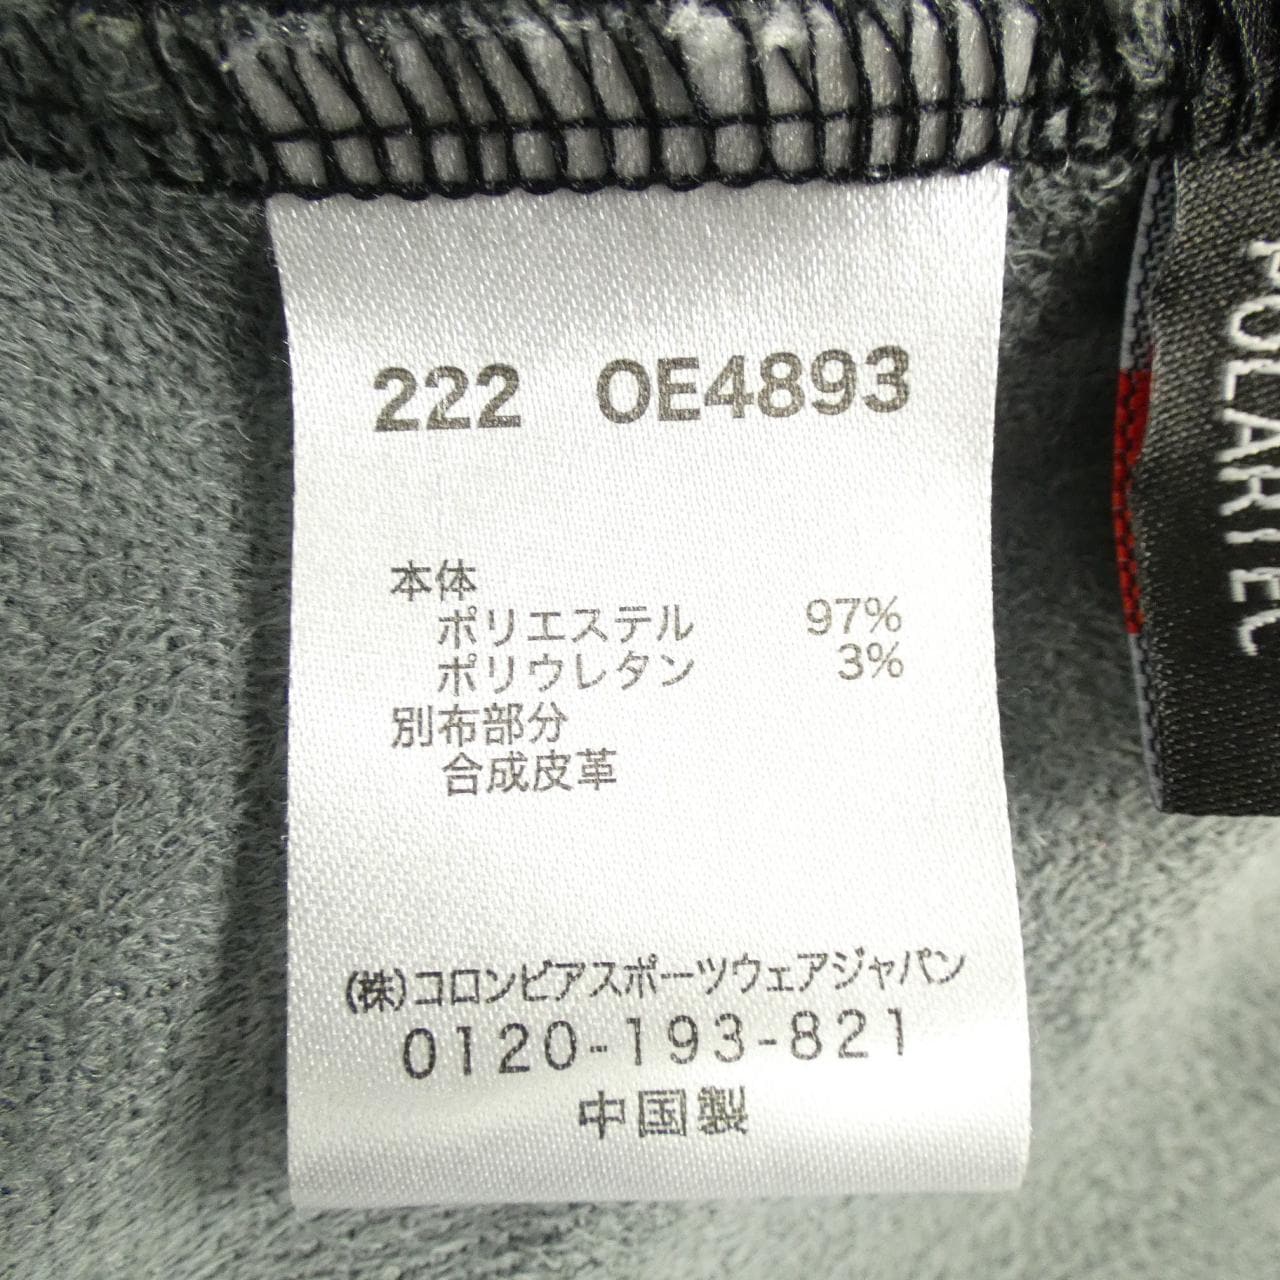 222 OE4893
本体
ポリエステル 97%
ポリウレタン 3%
別布部分
合成皮革
(株)コロンビアスポーツウェアジャパン
0120-193-821
中国製
POLARTEC